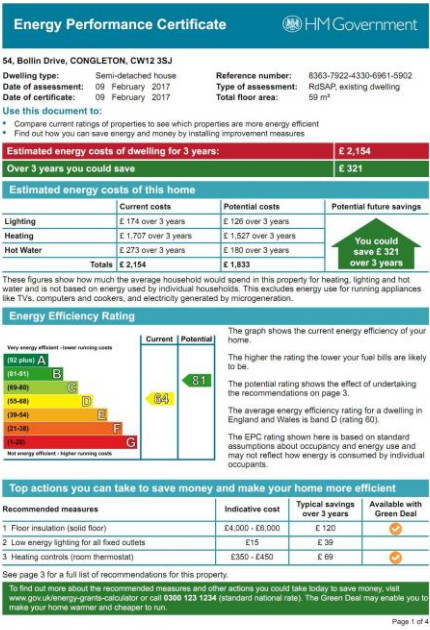 Energy Performance Certificate
HM Government
54, Bollin Drive, CONGLETON, CW12 3SJ
Dwelling type: Semi-detached house Reference number: 8363-7922-4330-6961-5902
Date of assessment: 09 February 2017 Type of assessment: RdSAP, existing dwelling
Date of certificate: 09 February 2017 Total floor area: 59 m²
Use this document to:
• Compare current ratings of properties to see which properties are more energy efficient
• Find out how you can save energy and money by installing improvement measures
Estimated energy costs of dwelling for 3 years: £ 2,154
Over 3 years you could save £ 321
Estimated energy costs of this home
Current costs Potential costs Potential future savings
Lighting £ 174 over 3 years £ 126 over 3 years
Heating £ 1,707 over 3 years £ 1,527 over 3 years
Hot Water £ 273 over 3 years £ 180 over 3 years
Totals £ 2,154 £ 1,833
You could
save £ 321
over 3 years
These figures show how much the average household would spend in this property for heating, lighting and hot
water and is not based on energy used by individual households. This excludes energy use for running appliances
like TVs, computers and cookers, and electricity generated by microgeneration.
Energy Efficiency Rating
Current Potential
Very energy efficient - lower running costs
(92 plus) A
(81-91) B
(69-80) C
(55-68) D
(39-54) E
(21-38) F
(1-20) G
Not energy efficient - higher running costs
64
81
The graph shows the current energy efficiency of your
home.
The higher the rating the lower your fuel bills are likely
to be.
The potential rating shows the effect of undertaking
the recommendations on page 3.
The average energy efficiency rating for a dwelling in
England and Wales is band D (rating 60).
The EPC rating shown here is based on standard
assumptions about occupancy and energy use and
may not reflect how energy is consumed by individual
occupants.
Top actions you can take to save money and make your home more efficient
Recommended measures Indicative cost Typical savings over 3 years Available with Green Deal
1 Floor insulation (solid floor) £4,000 - £6,000 £ 120
2 Low energy lighting for all fixed outlets £15 £ 39
3 Heating controls (room thermostat) £350 - £450 £ 69
See page 3 for a full list of recommendations for this property.
To find out more about the recommended measures and other actions you could take today to save money, visit
www.gov.uk/energy-grants-calculator or call 0300 123 1234 (standard national rate). The Green Deal may enable you to
make your home warmer and cheaper to run.
Page 1 of 4